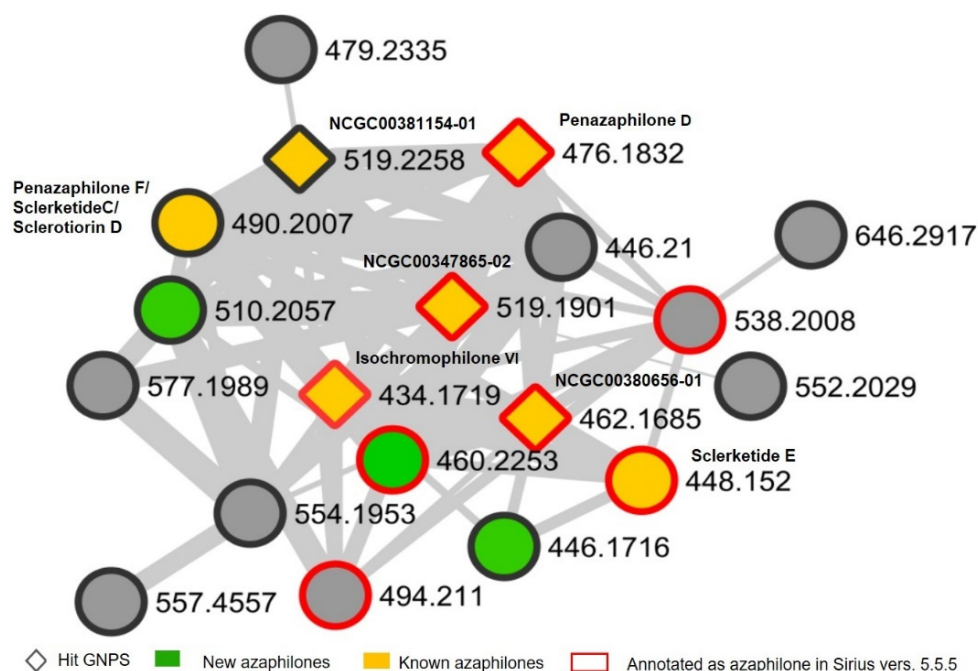 479.2335
NCGC00381154-01
519.2258
Penazaphilone D
476.1832
Penazaphilone F/
SclerketideC/
Sclerotiorin D
490.2007
446.21
646.2917
NCGC00347865-02
519.1901
510.2057
538.2008
Isochromophilone VI
434.1719
577.1989
NCGC00380656-01
462.1685
552.2029
460.2253
Sclerketide E
448.152
554.1953
446.1716
557.4557
494.211
Hit GNPS
New azaphilones
Known azaphilones
Annotated as azaphilone in Sirius vers. 5.5.5